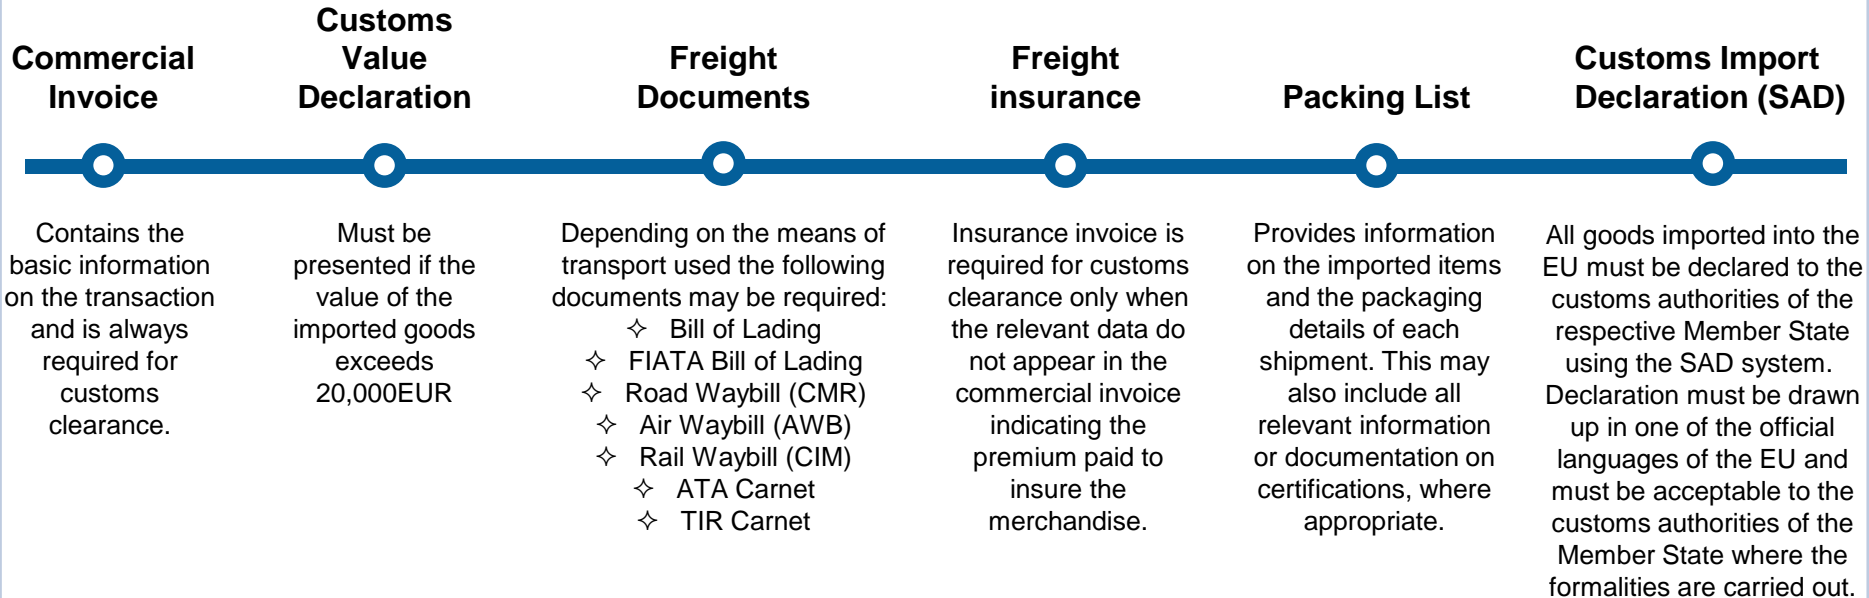 Commercial
Invoice
Contains the
basic information
on the transaction
and is always
required for
customs
clearance.
Customs
Value
Declaration
Must be
presented if the
value of the
imported goods
exceeds
20,000EUR
Freight
Documents
Depending on the means of
transport used the following
documents may be required:
✧ Bill of Lading
✧ FIATA Bill of Lading
✧ Road Waybill (CMR)
✧ Air Waybill (AWB)
✧ Rail Waybill (CIM)
✧ ATA Carnet
✧ TIR Carnet
Freight
insurance
Insurance invoice is
required for customs
clearance only when
the relevant data do
not appear in the
commercial invoice
indicating the
premium paid to
insure the
merchandise.
Packing List
Provides information
on the imported items
and the packaging
details of each
shipment. This may
also include all
relevant information
or documentation on
certifications, where
appropriate.
Customs Import
Declaration (SAD)
All goods imported into the
EU must be declared to the
customs authorities of the
respective Member State
using the SAD system.
Declaration must be drawn
up in one of the official
languages of the EU and
must be acceptable to the
customs authorities of the
Member State where the
formalities are carried out.